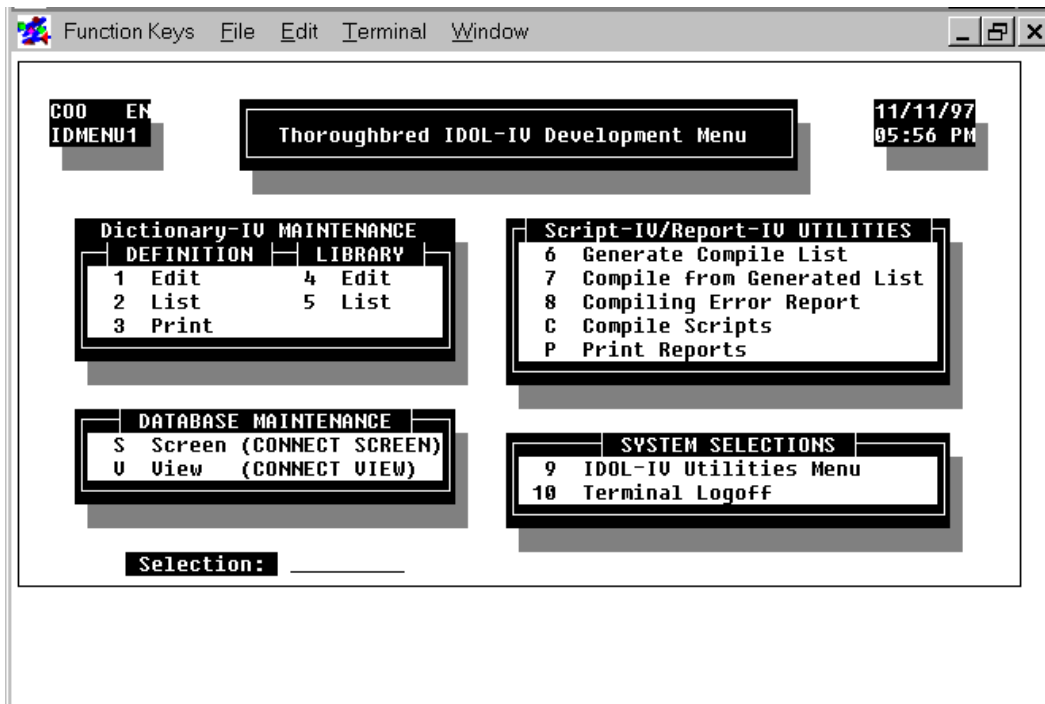 Function Keys File Edit Terminal Window
C00 EN
IDMENU1
Thoroughbred IDOL-IV Development Menu
11/11/97
05:56 PM
Dictionary-IV MAINTENANCE
DEFINITION LIBRARY
1 Edit 4 Edit
2 List 5 List
3 Print
Script-IV/Report-IV UTILITIES
6 Generate Compile List
7 Compile from Generated List
8 Compiling Error Report
C Compile Scripts
P Print Reports
DATABASE MAINTENANCE
S Screen (CONNECT SCREEN)
V View (CONNECT VIEW)
SYSTEM SELECTIONS
9 IDOL-IV Utilities Menu
10 Terminal Logoff
Selection: